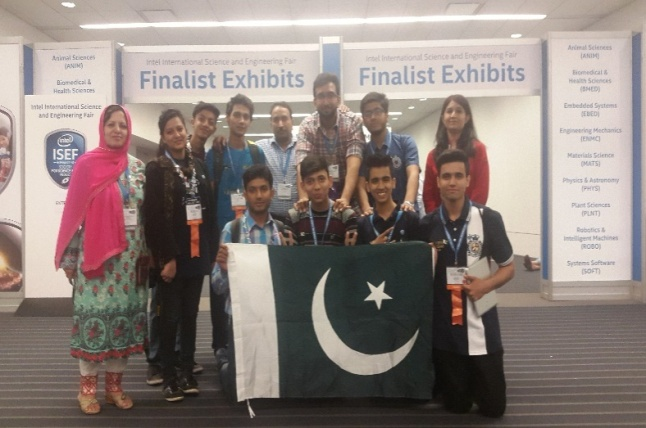 Animal Sciences
(ANIM)
Biomedical &
Health Sciences
Intel International Science
and Engineering Fair
intel
ISEF
Intel International Science and Engineering Fair
Finalist Exhibits
Intel International Science and Engineering Fair
Finalist Exhibits
Animal Sciences
(ANIM)
Biomedical &
Health Sciences
(BMED)
Embedded Systems
(EBED)
Engineering Mechanics
(ENMC)
Materials Science
(MATS)
Physics & Astronomy
(PHYS)
Plant Sciences
(PLNT)
Robotics &
Intelligent Machines
(ROBO)
Systems Software
(SOFT)